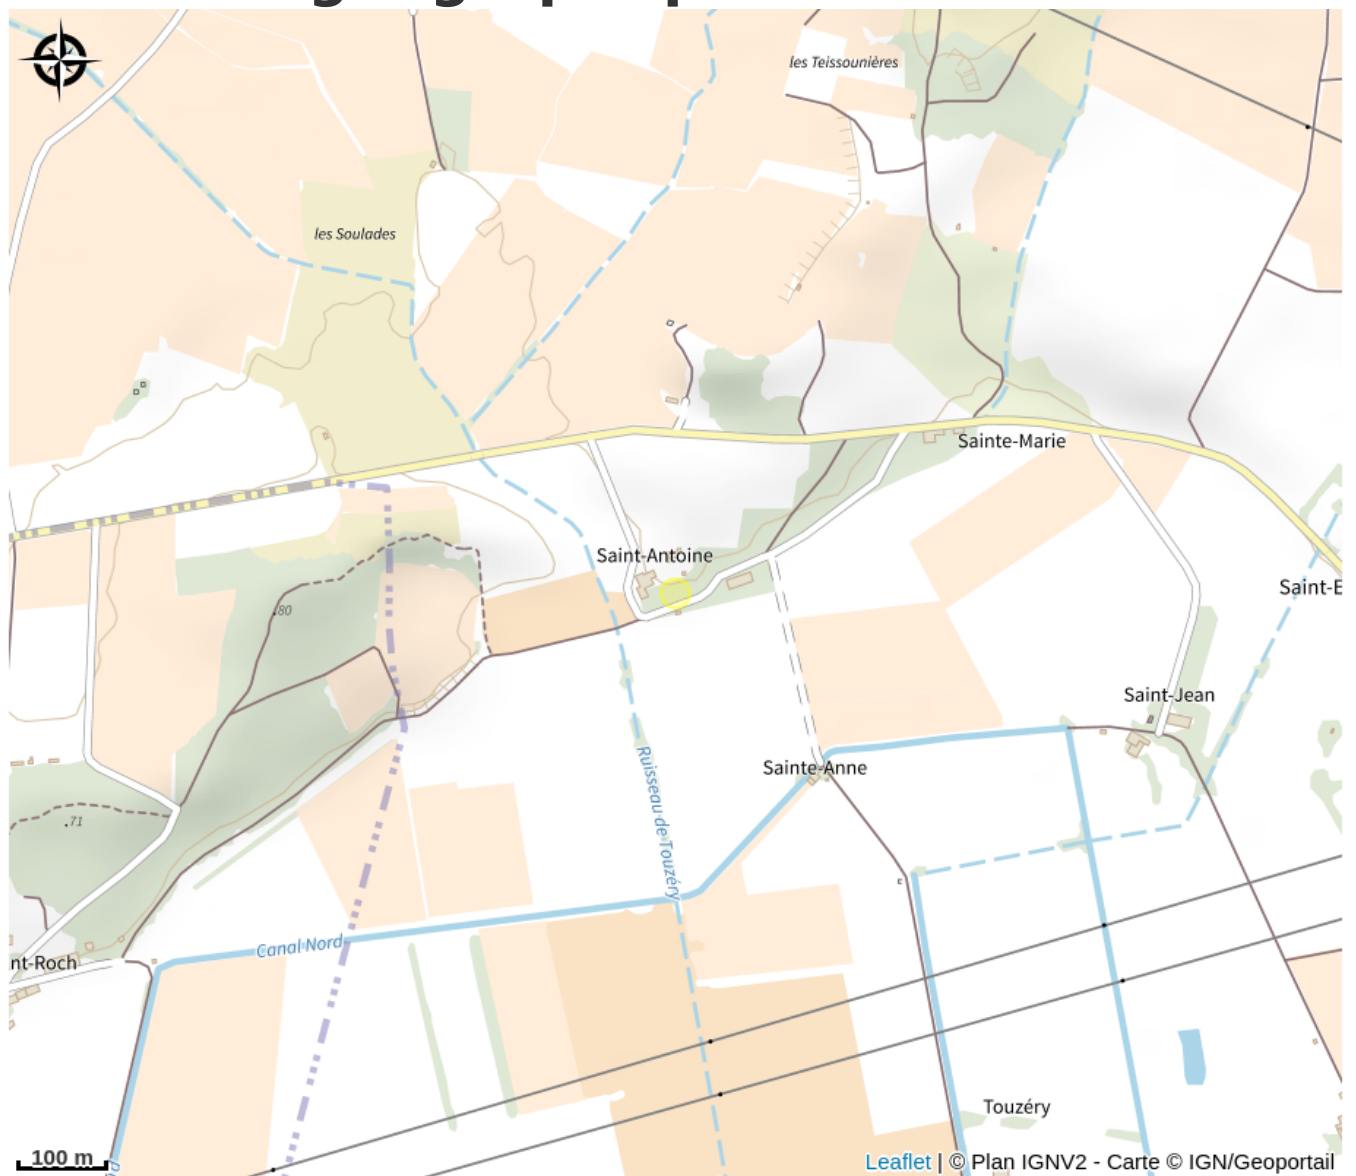 les Teissounières
les Soulades
Sainte-Marie
Saint-Antoine
Saint-E
80
Saint-Jean
Ruisseau de Touzéry
Sainte-Anne
71
Canal Nord
nt-Roch
Touzéry
100 m
Leaflet | © Plan IGNV2 - Carte © IGN/Geoportail